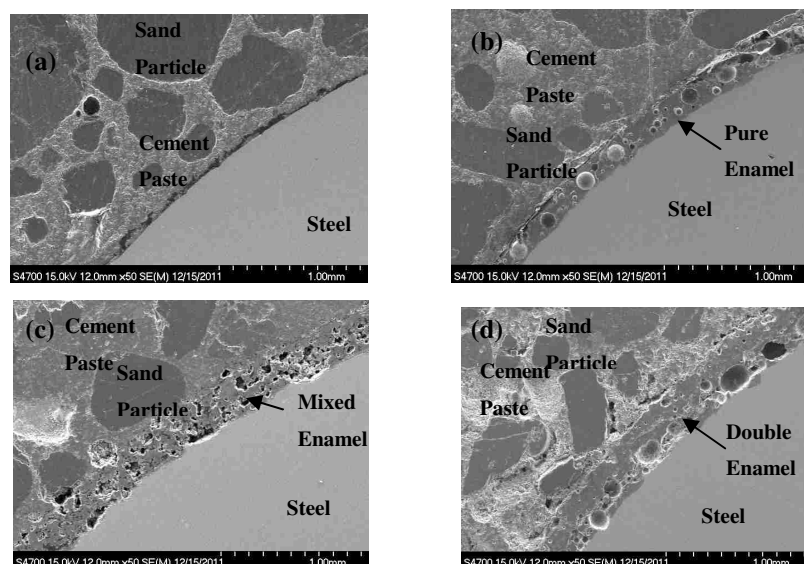 (a)
Sand
Particle
Cement
Paste
Steel
S4700 15.0kV 12.0mm x50 SE(M) 12/15/2011 1.00mm
(b)
Cement
Paste
Sand
Particle
Pure
Enamel
Steel
S4700 15.0kV 12.0mm x50 SE(M) 12/15/2011 1.00mm
(c)
Cement
Paste
Sand
Particle
Mixed
Enamel
Steel
S4700 15.0kV 12.0mm x50 SE(M) 12/15/2011 1.00mm
(d)
Sand
Particle
Cement
Paste
Double
Enamel
Steel
S4700 15.0kV 12.0mm x50 SE(M) 12/15/2011 1.00mm